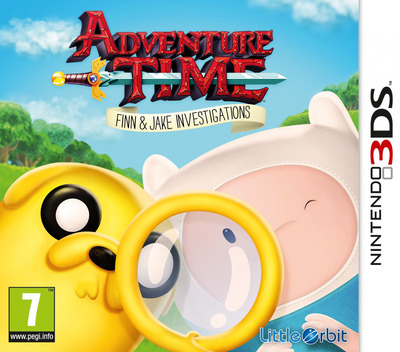 ADVENTURE
TIME
FINN & JAKE INVESTIGATIONS
NINTENDO 3DS
7
www.pegi.info
Little Orbit